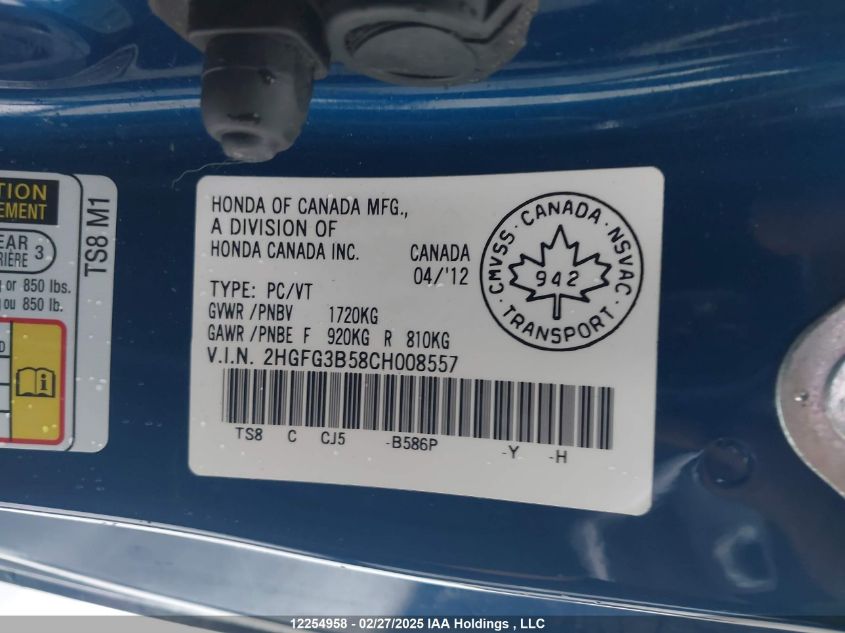 TION
EMENT
EAR 3
RIÈRE
or 850 lbs.
ou 850 lb.
TS8 M1
HONDA OF CANADA MFG.,
A DIVISION OF
HONDA CANADA INC. CANADA
04/'12
TYPE: PC/VT
GVWR /PNBV 1720KG
GAWR /PNBE F 920KG R 810KG
V.I.N. 2HGFG3B58CH008557
TS8 C CJ5 -B586P -Y -H
CMVSS · CANADA · NSVAC
942
TRANSPORT
12254958 - 02/27/2025 IAA Holdings , LLC